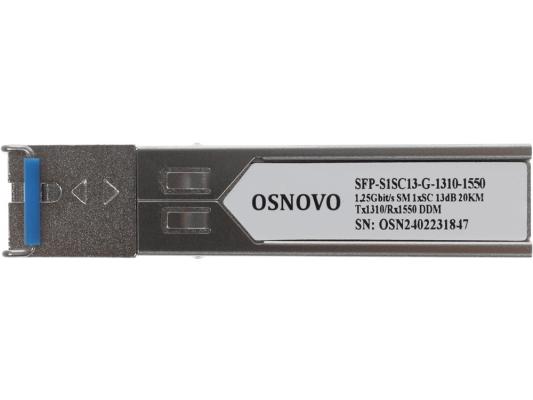 OSNOVO
SFP-S1SC13-G-1310-1550
1.25Gbit/s SM 1xSC 13dB 20KM
Tx1310/Rx1550 DDM
SN: OSN2402231847